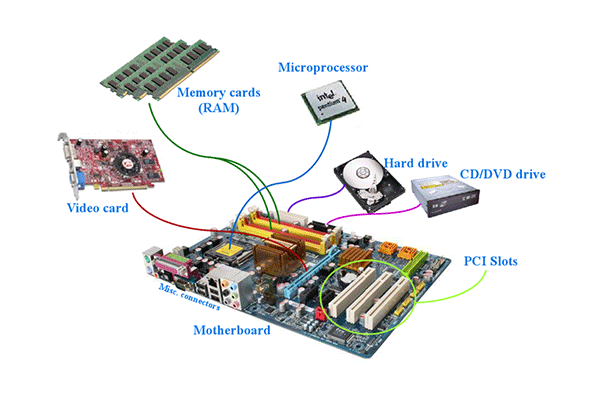 Microprocessor
Memory cards
(RAM)
intel
pentium 4
Hard drive
CD/DVD drive
Video card
PCI Slots
Misc. connectors
Motherboard